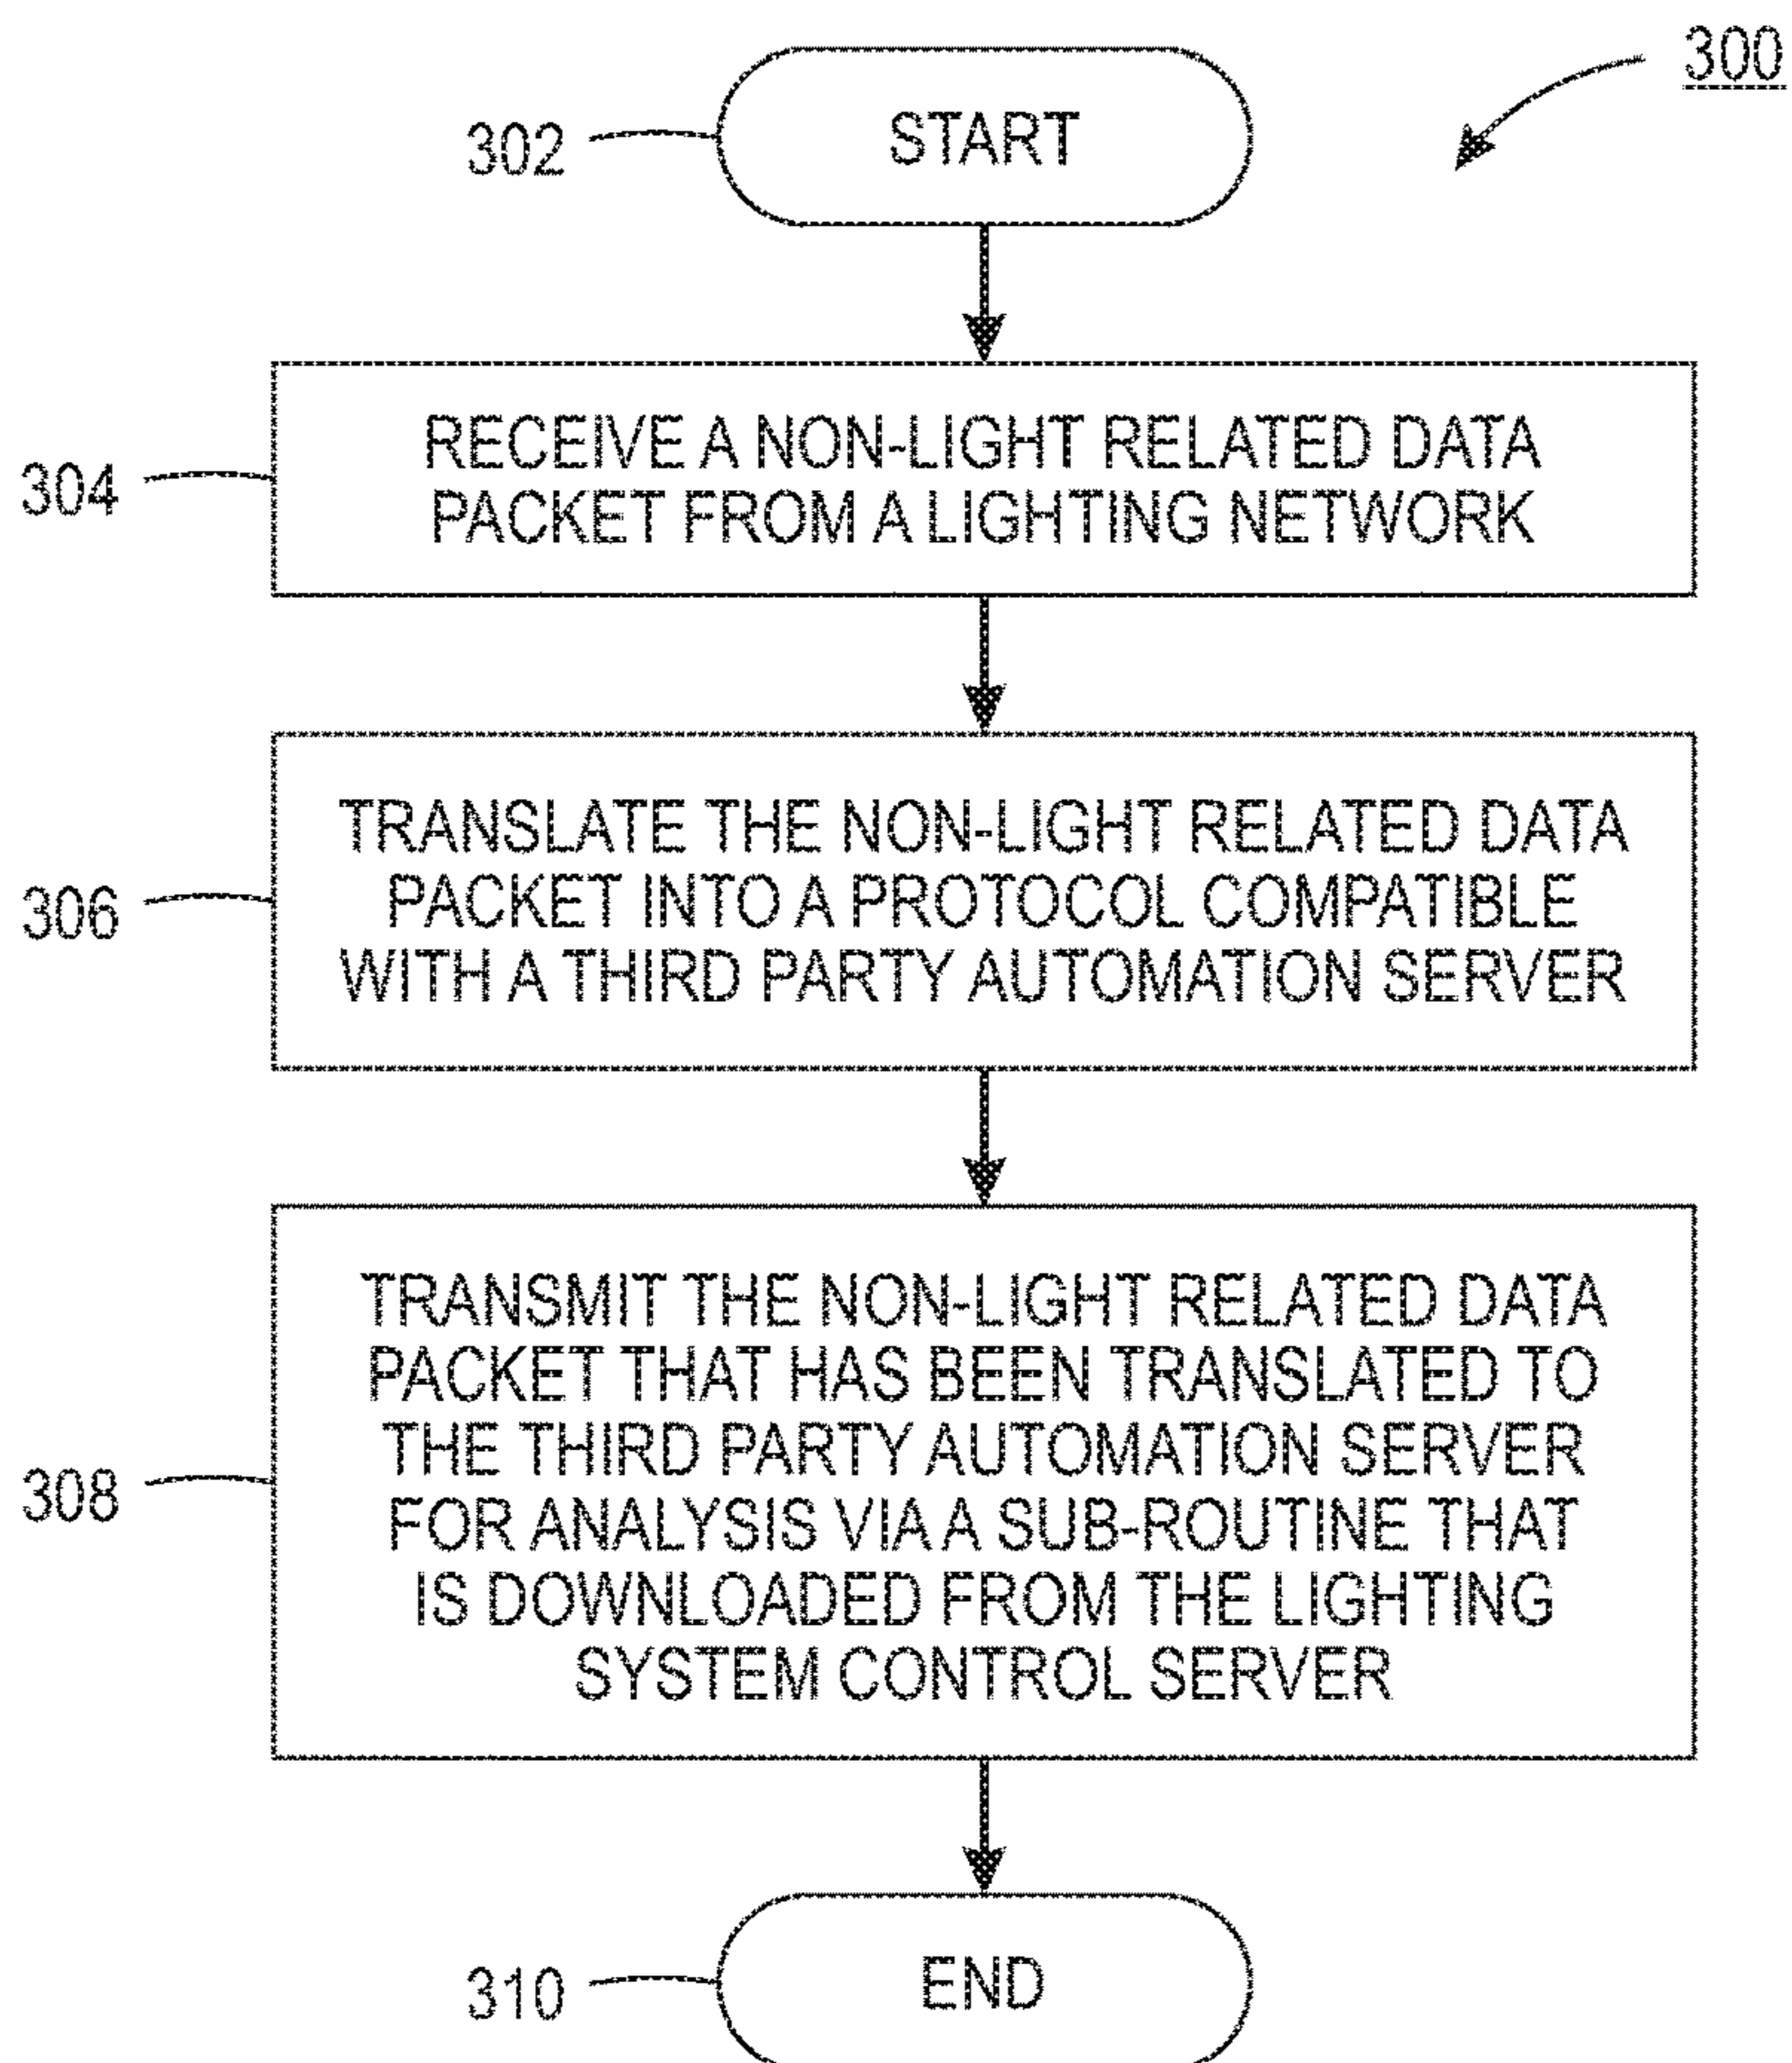 300
302
START
304
RECEIVE A NON-LIGHT RELATED DATA
PACKET FROM A LIGHTING NETWORK
306
TRANSLATE THE NON-LIGHT RELATED DATA
PACKET INTO A PROTOCOL COMPATIBLE
WITH A THIRD PARTY AUTOMATION SERVER
308
TRANSMIT THE NON-LIGHT RELATED DATA
PACKET THAT HAS BEEN TRANSLATED TO
THE THIRD PARTY AUTOMATION SERVER
FOR ANALYSIS VIA A SUB-ROUTINE THAT
IS DOWNLOADED FROM THE LIGHTING
SYSTEM CONTROL SERVER
310
END